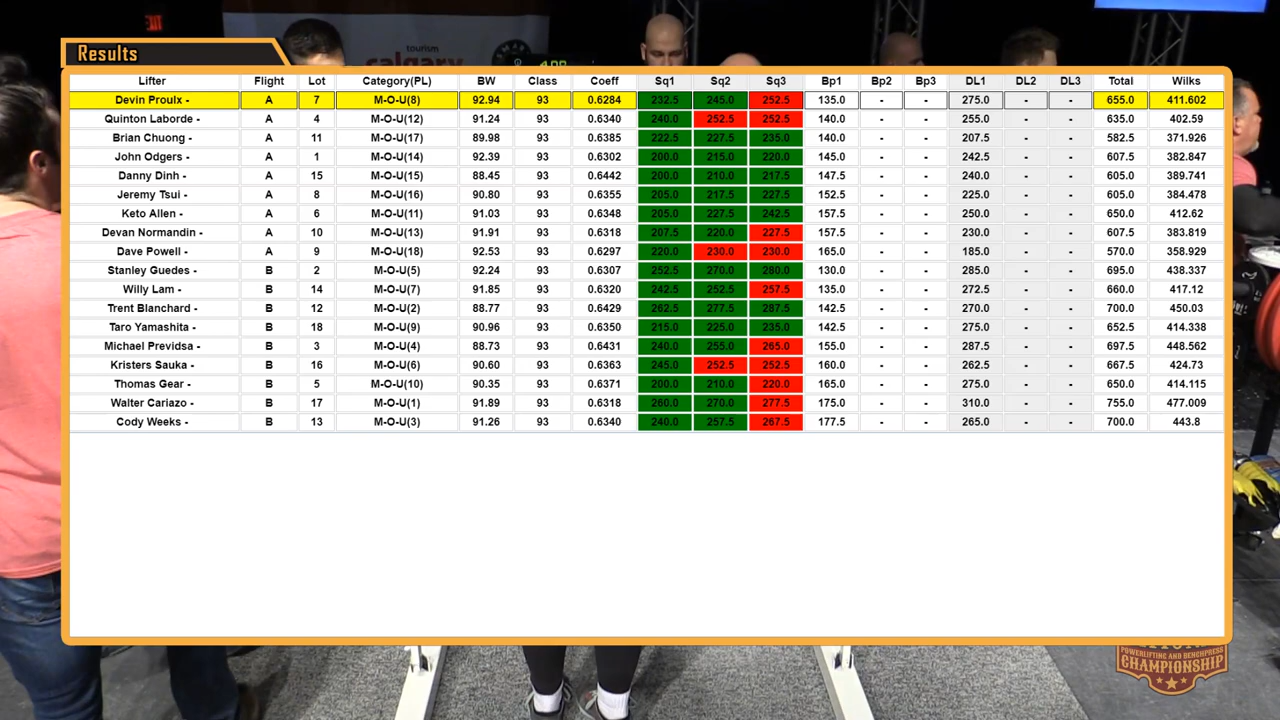 EXIT
tourism
calgary
Results
Lifter Flight Lot Category(PL) BW Class Coeff Sq1 Sq2 Sq3 Bp1 Bp2 Bp3 DL1 DL2 DL3 Total Wilks
Devin Proulx - A 7 M-O-U(8) 92.94 93 0.6284 232.5 245.0 252.5 135.0 - - 275.0 - - 655.0 411.602
Quinton Laborde - A 4 M-O-U(12) 91.24 93 0.6340 240.0 252.5 252.5 140.0 - - 255.0 - - 635.0 402.59
Brian Chuong - A 11 M-O-U(17) 89.98 93 0.6385 222.5 227.5 235.0 140.0 - - 207.5 - - 582.5 371.926
John Odgers - A 1 M-O-U(14) 92.39 93 0.6302 200.0 215.0 220.0 145.0 - - 242.5 - - 607.5 382.847
Danny Dinh - A 15 M-O-U(15) 88.45 93 0.6442 200.0 210.0 217.5 147.5 - - 240.0 - - 605.0 389.741
Jeremy Tsui - A 8 M-O-U(16) 90.80 93 0.6355 205.0 217.5 227.5 152.5 - - 225.0 - - 605.0 384.478
Keto Allen - A 6 M-O-U(11) 91.03 93 0.6348 205.0 227.5 242.5 157.5 - - 250.0 - - 650.0 412.62
Devan Normandin - A 10 M-O-U(13) 91.91 93 0.6318 207.5 220.0 227.5 157.5 - - 230.0 - - 607.5 383.819
Dave Powell - A 9 M-O-U(18) 92.53 93 0.6297 220.0 230.0 230.0 165.0 - - 185.0 - - 570.0 358.929
Stanley Guedes - B 2 M-O-U(5) 92.24 93 0.6307 252.5 270.0 280.0 130.0 - - 285.0 - - 695.0 438.337
Willy Lam - B 14 M-O-U(7) 91.85 93 0.6320 242.5 252.5 257.5 135.0 - - 272.5 - - 660.0 417.12
Trent Blanchard - B 12 M-O-U(2) 88.77 93 0.6429 262.5 277.5 287.5 142.5 - - 270.0 - - 700.0 450.03
Taro Yamashita - B 18 M-O-U(9) 90.96 93 0.6350 215.0 225.0 235.0 142.5 - - 275.0 - - 652.5 414.338
Michael Previdsa - B 3 M-O-U(4) 88.73 93 0.6431 240.0 255.0 265.0 155.0 - - 287.5 - - 697.5 448.562
Kristers Sauka - B 16 M-O-U(6) 90.60 93 0.6363 245.0 252.5 252.5 160.0 - - 262.5 - - 667.5 424.73
Thomas Gear - B 5 M-O-U(10) 90.35 93 0.6371 200.0 210.0 220.0 165.0 - - 275.0 - - 650.0 414.115
Walter Cariazo - B 17 M-O-U(1) 91.89 93 0.6318 260.0 270.0 277.5 175.0 - - 310.0 - - 755.0 477.009
Cody Weeks - B 13 M-O-U(3) 91.26 93 0.6340 240.0 257.5 267.5 177.5 - - 265.0 - - 700.0 443.8
POWERLIFTING AND BENCHPRESS
CHAMPIONSHIP